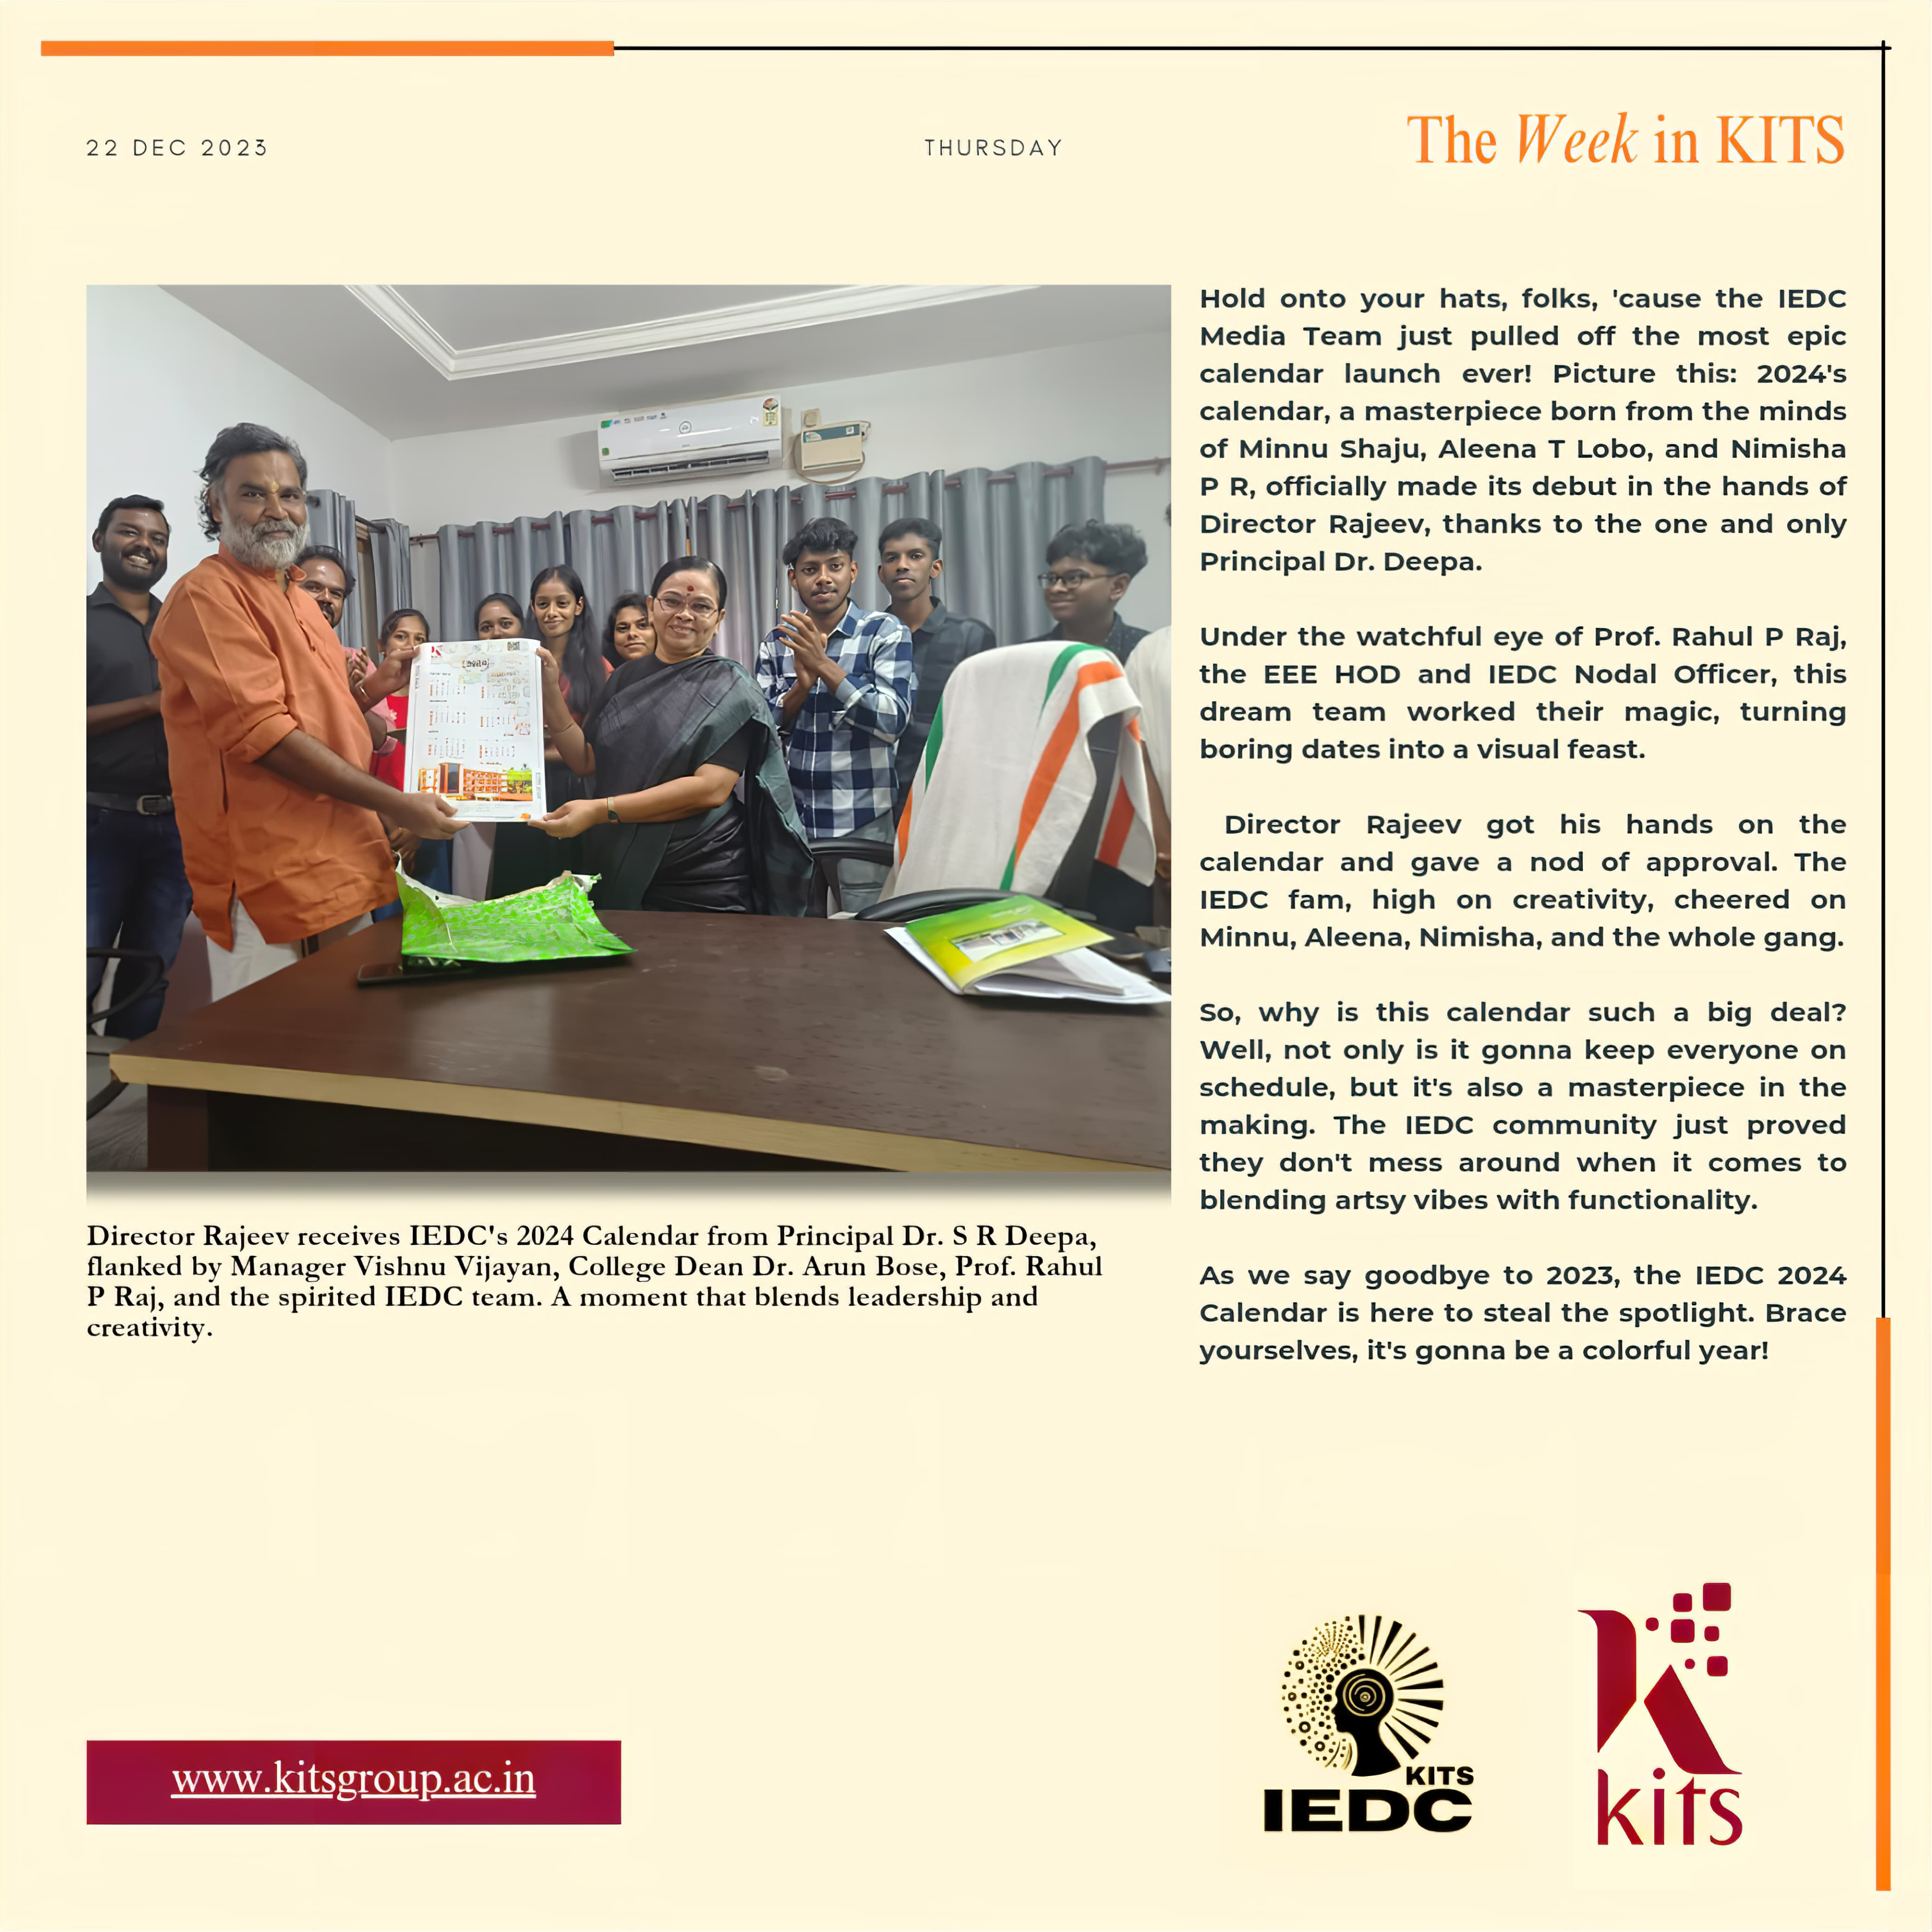 22 DEC 2023
THURSDAY
The Week in KITS
Hold onto your hats, folks, 'cause the IEDC
Media Team just pulled off the most epic
calendar launch ever! Picture this: 2024's
calendar, a masterpiece born from the minds
of Minnu Shaju, Aleena T Lobo, and Nimisha
P R, officially made its debut in the hands of
Director Rajeev, thanks to the one and only
Principal Dr. Deepa.
Under the watchful eye of Prof. Rahul P Raj,
the EEE HOD and IEDC Nodal Officer, this
dream team worked their magic, turning
boring dates into a visual feast.
Director Rajeev got his hands on the
calendar and gave a nod of approval. The
IEDC fam, high on creativity, cheered on
Minnu, Aleena, Nimisha, and the whole gang.
So, why is this calendar such a big deal?
Well, not only is it gonna keep everyone on
schedule, but it's also a masterpiece in the
making. The IEDC community just proved
they don't mess around when it comes to
blending artsy vibes with functionality.
As we say goodbye to 2023, the IEDC 2024
Calendar is here to steal the spotlight. Brace
yourselves, it's gonna be a colorful year!
Director Rajeev receives IEDC's 2024 Calendar from Principal Dr. S R Deepa,
flanked by Manager Vishnu Vijayan, College Dean Dr. Arun Bose, Prof. Rahul
P Raj, and the spirited IEDC team. A moment that blends leadership and
creativity.
www.kitsgroup.ac.in
KITS
IEDC
kits